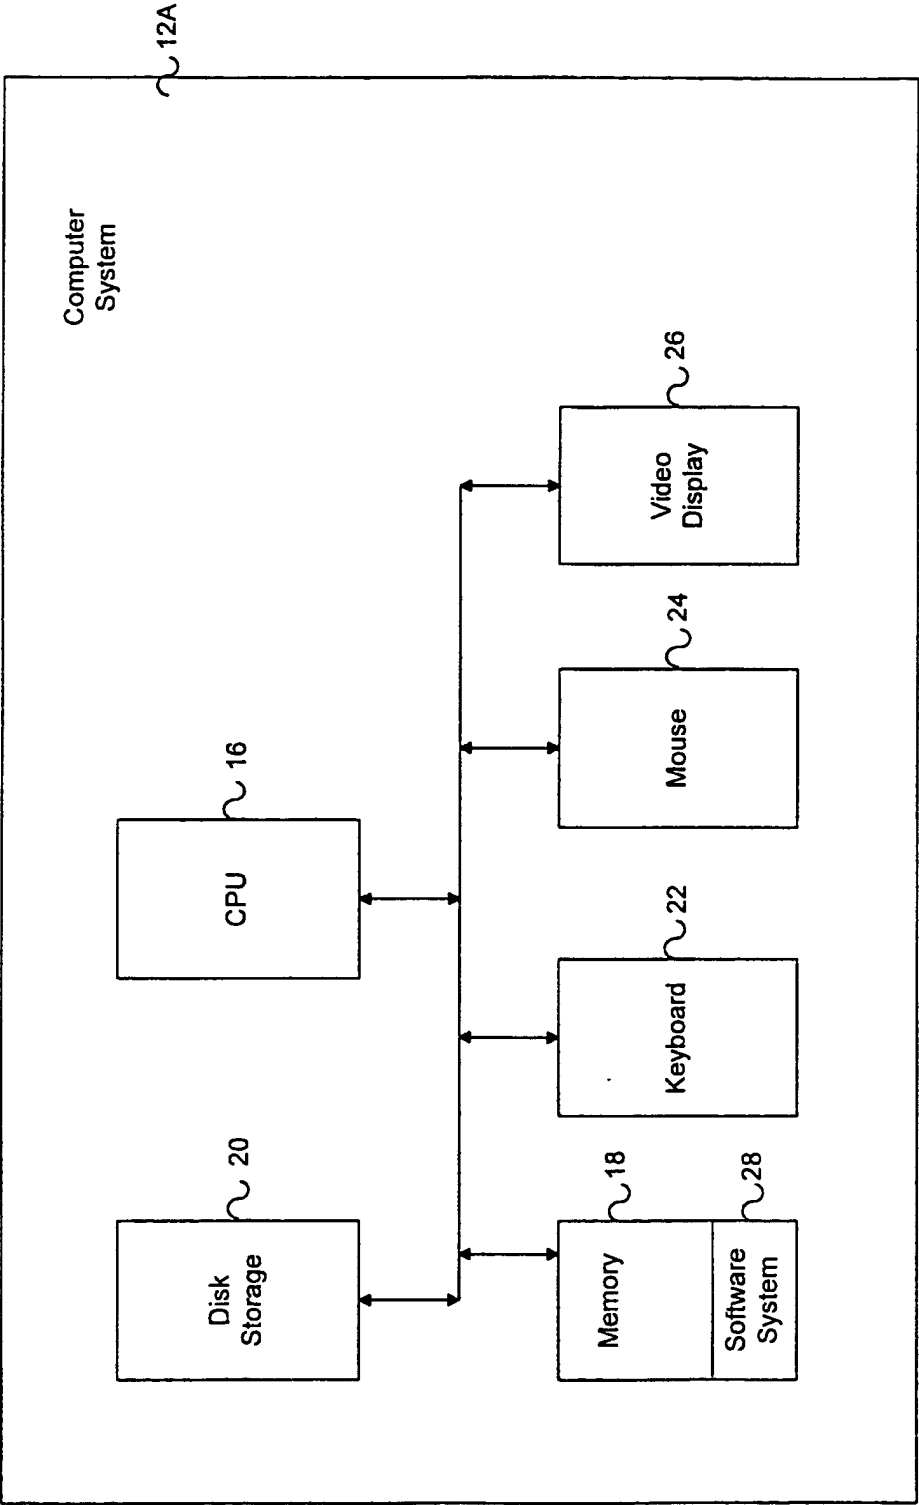 12A
Computer
System
Disk
Storage
20
CPU
16
Memory
18
Software
System
28
Keyboard
22
Mouse
24
Video
Display
26